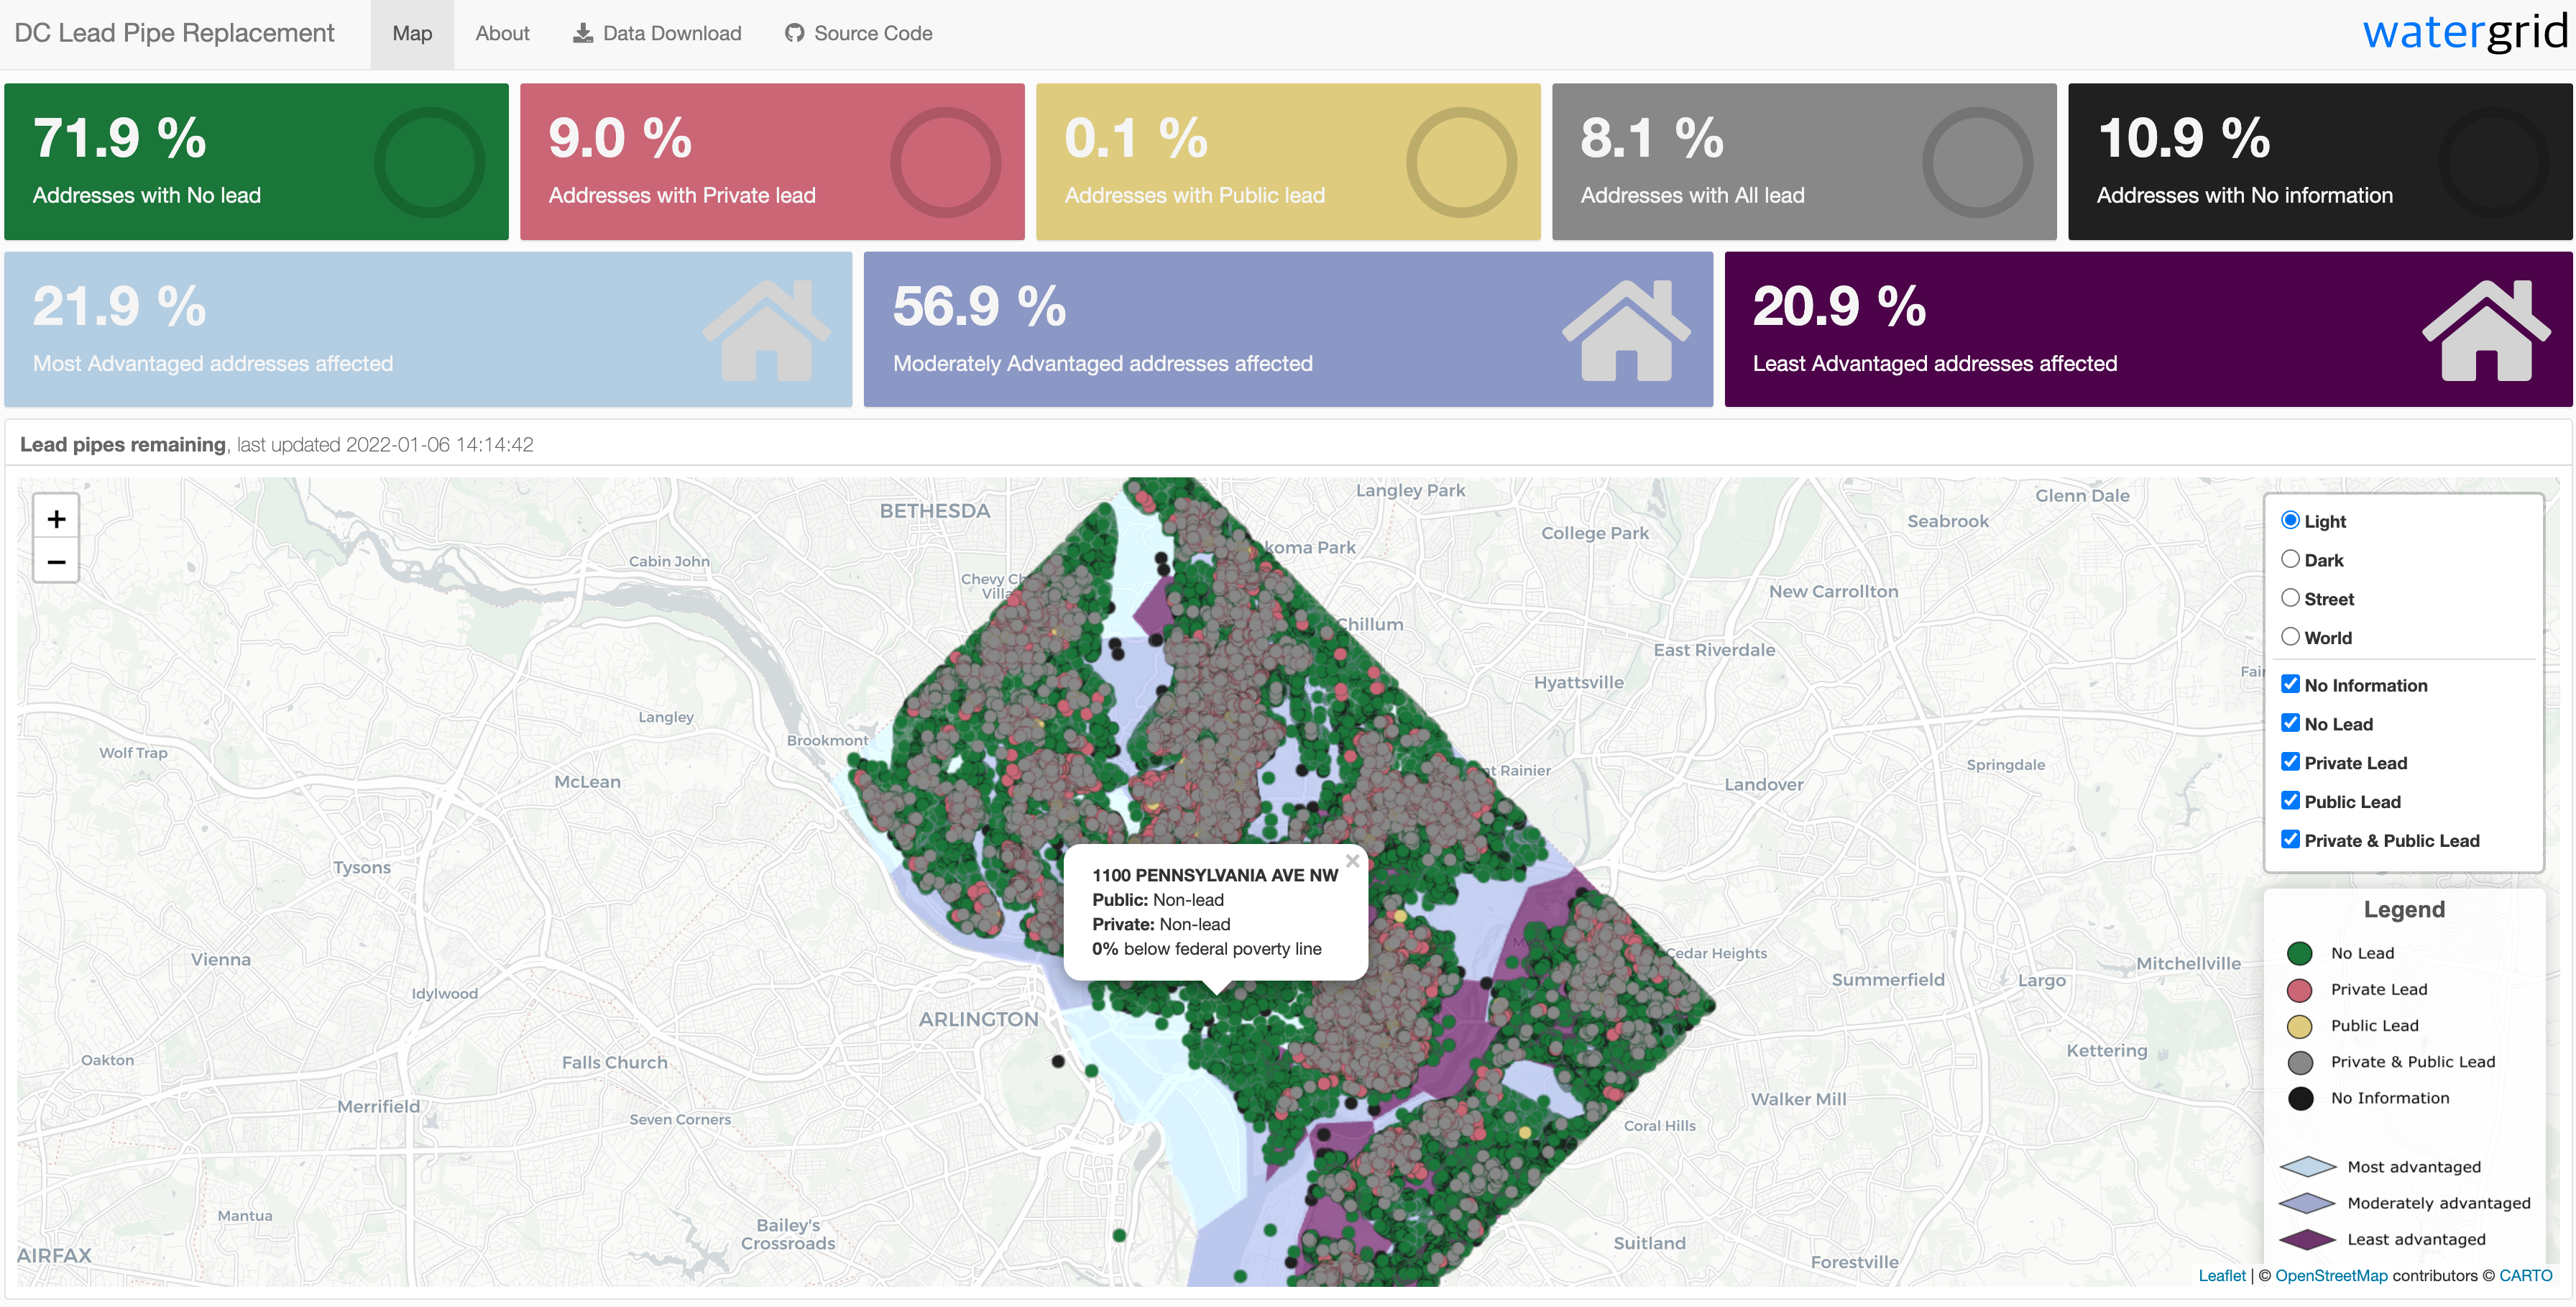 DC Lead Pipe Replacement
Map
About
Data Download
Source Code
watergrid
71.9 %
Addresses with No lead
9.0 %
Addresses with Private lead
0.1 %
Addresses with Public lead
8.1 %
Addresses with All lead
10.9 %
Addresses with No information
21.9 %
Most Advantaged addresses affected
56.9 %
Moderately Advantaged addresses affected
20.9 %
Least Advantaged addresses affected
Lead pipes remaining, last updated 2022-01-06 14:14:42
+
−
Langley Park
Glenn Dale
BETHESDA
Seabrook
College Park
koma Park
Cabin John
Chevy Ch
Villa
New Carrollton
Chillum
East Riverdale
Hyattsville
Langley
Brookmont
Wolf Trap
Springdale
nt Rainier
McLean
Landover
Tysons
1100 PENNSYLVANIA AVE NW ×
Public: Non-lead
Private: Non-lead
0% below federal poverty line
Cedar Heights
Vienna
Mitchellville
Summerfield
Largo
Idylwood
ARLINGTON
Kettering
Oakton
Falls Church
Walker Mill
Merrifield
Seven Corners
Coral Hills
Mantua
Bailey's
Crossroads
Suitland
AIRFAX
Forestville
Fair
Light
Dark
Street
World
No Information
No Lead
Private Lead
Public Lead
Private & Public Lead
Legend
No Lead
Private Lead
Public Lead
Private & Public Lead
No Information
Most advantaged
Moderately advantaged
Least advantaged
Leaflet | © OpenStreetMap contributors © CARTO